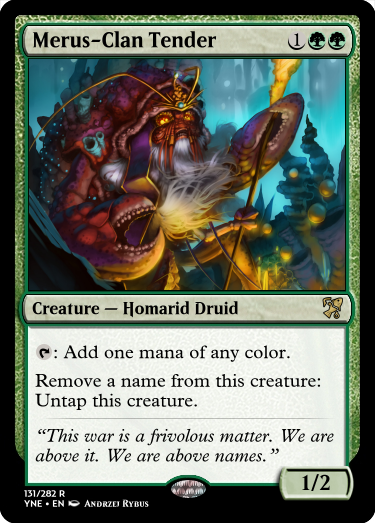 Merus-Clan Tender 1
Creature — Homarid Druid
: Add one mana of any color.
Remove a name from this creature:
Untap this creature.
“This war is a frivolous matter. We are
above it. We are above names.”
1/2
131/282 R
YNE • EN Andrzej Rybus